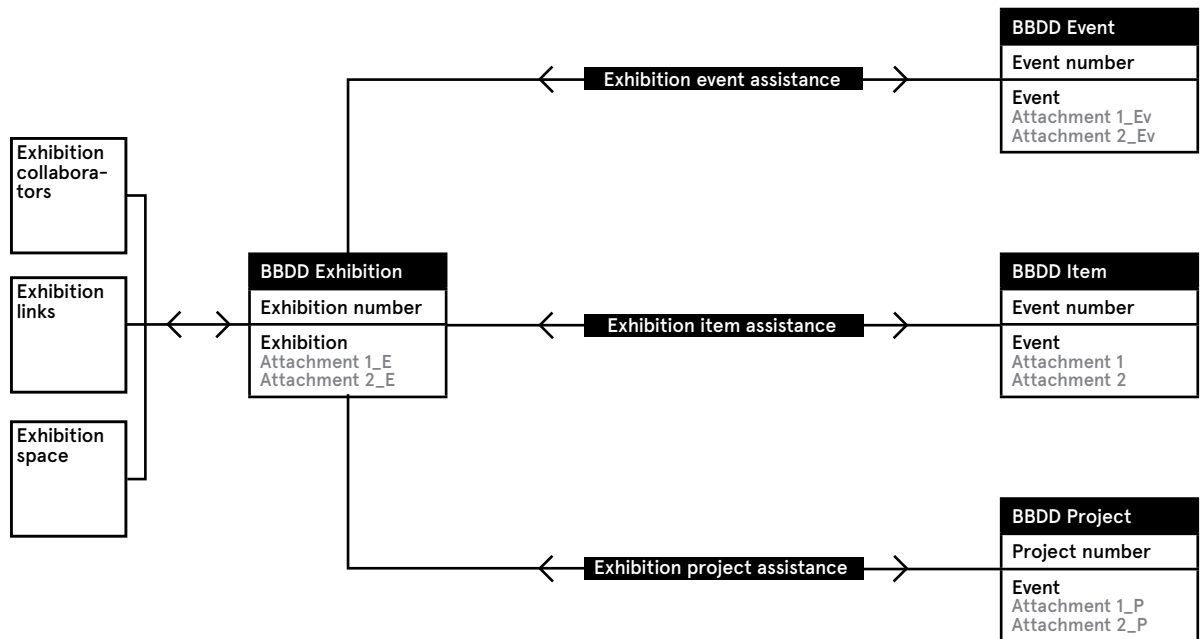 BBDD Event
Event number
Event
Attachment 1_Ev
Attachment 2_Ev
Exhibition event assistance
Exhibition
collabora-
tors
Exhibition
links
Exhibition
space
BBDD Exhibition
Exhibition number
Exhibition
Attachment 1_E
Attachment 2_E
Exhibition item assistance
BBDD Item
Event number
Event
Attachment 1
Attachment 2
Exhibition project assistance
BBDD Project
Project number
Event
Attachment 1_P
Attachment 2_P